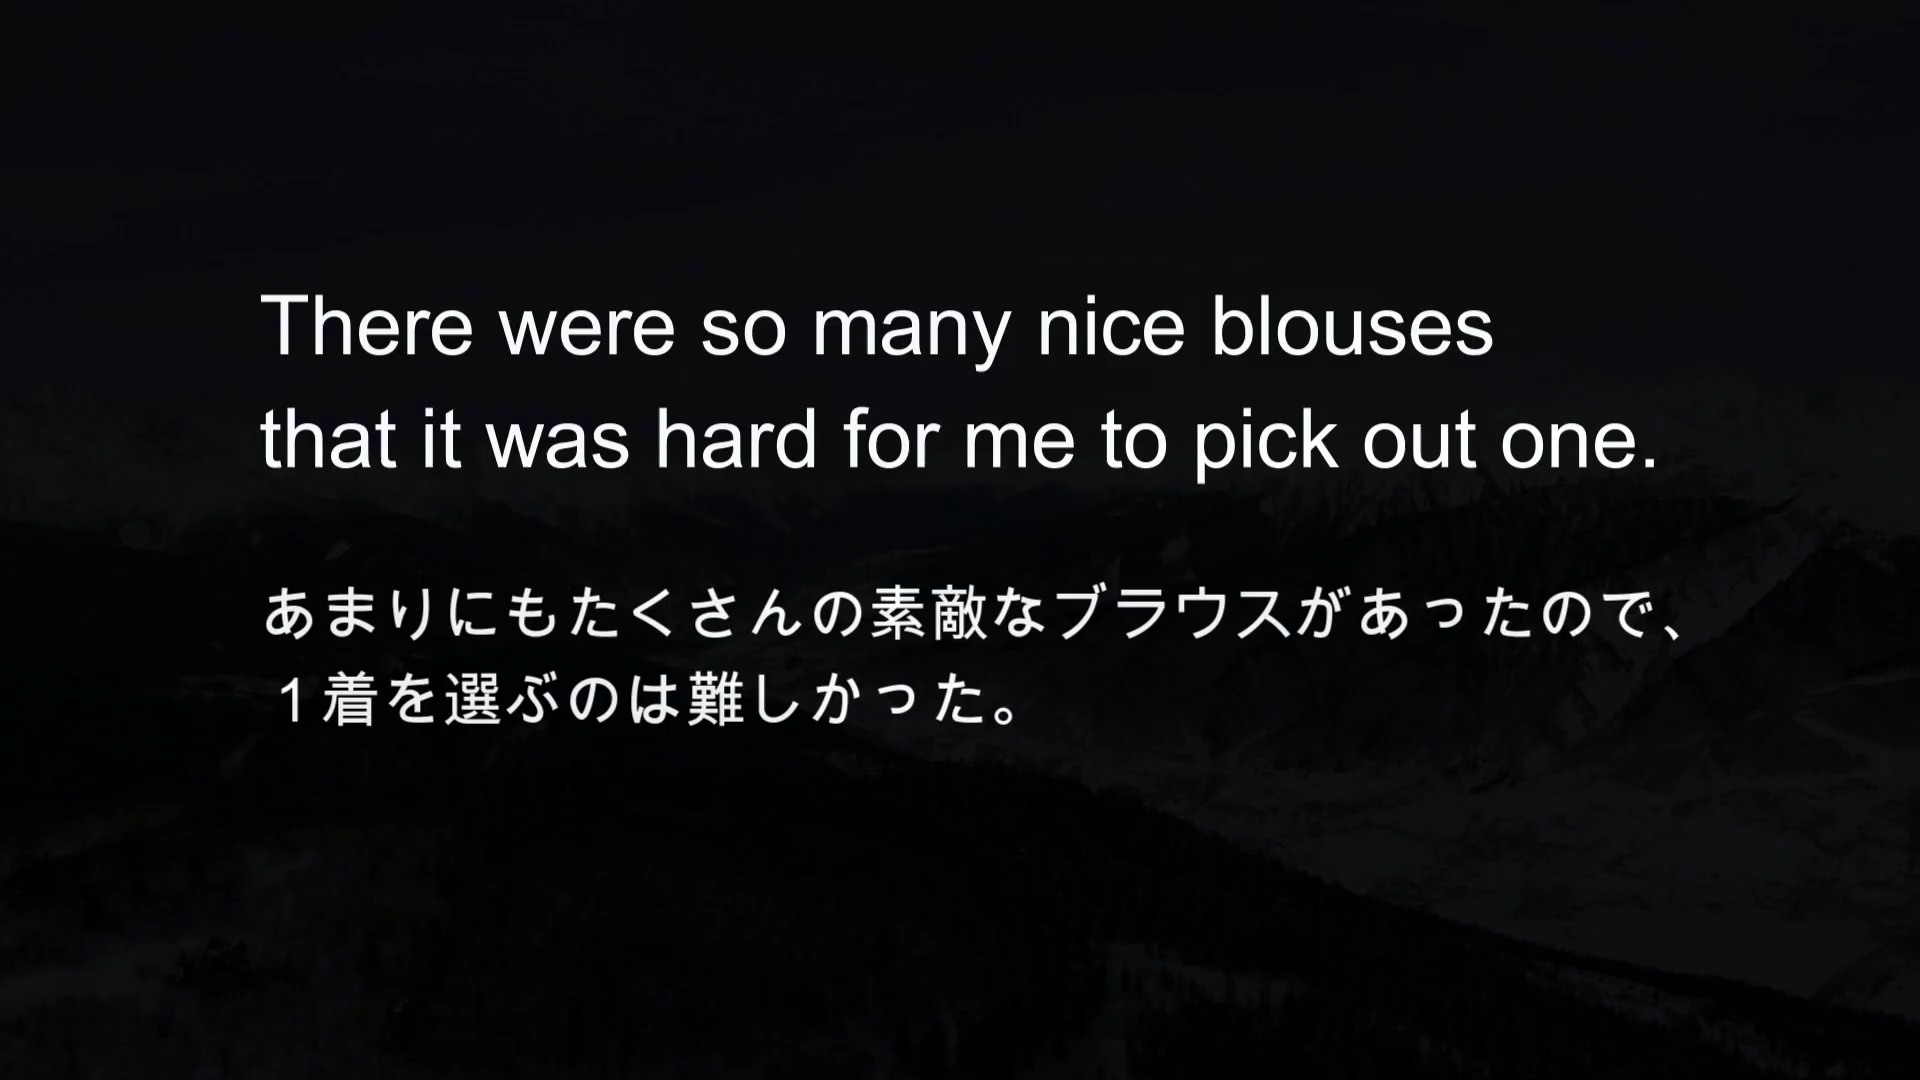 There were so many nice blouses
that it was hard for me to pick out one.
あまりにもたくさんの素敵なブラウスがあったので、
１着を選ぶのは難しかった。